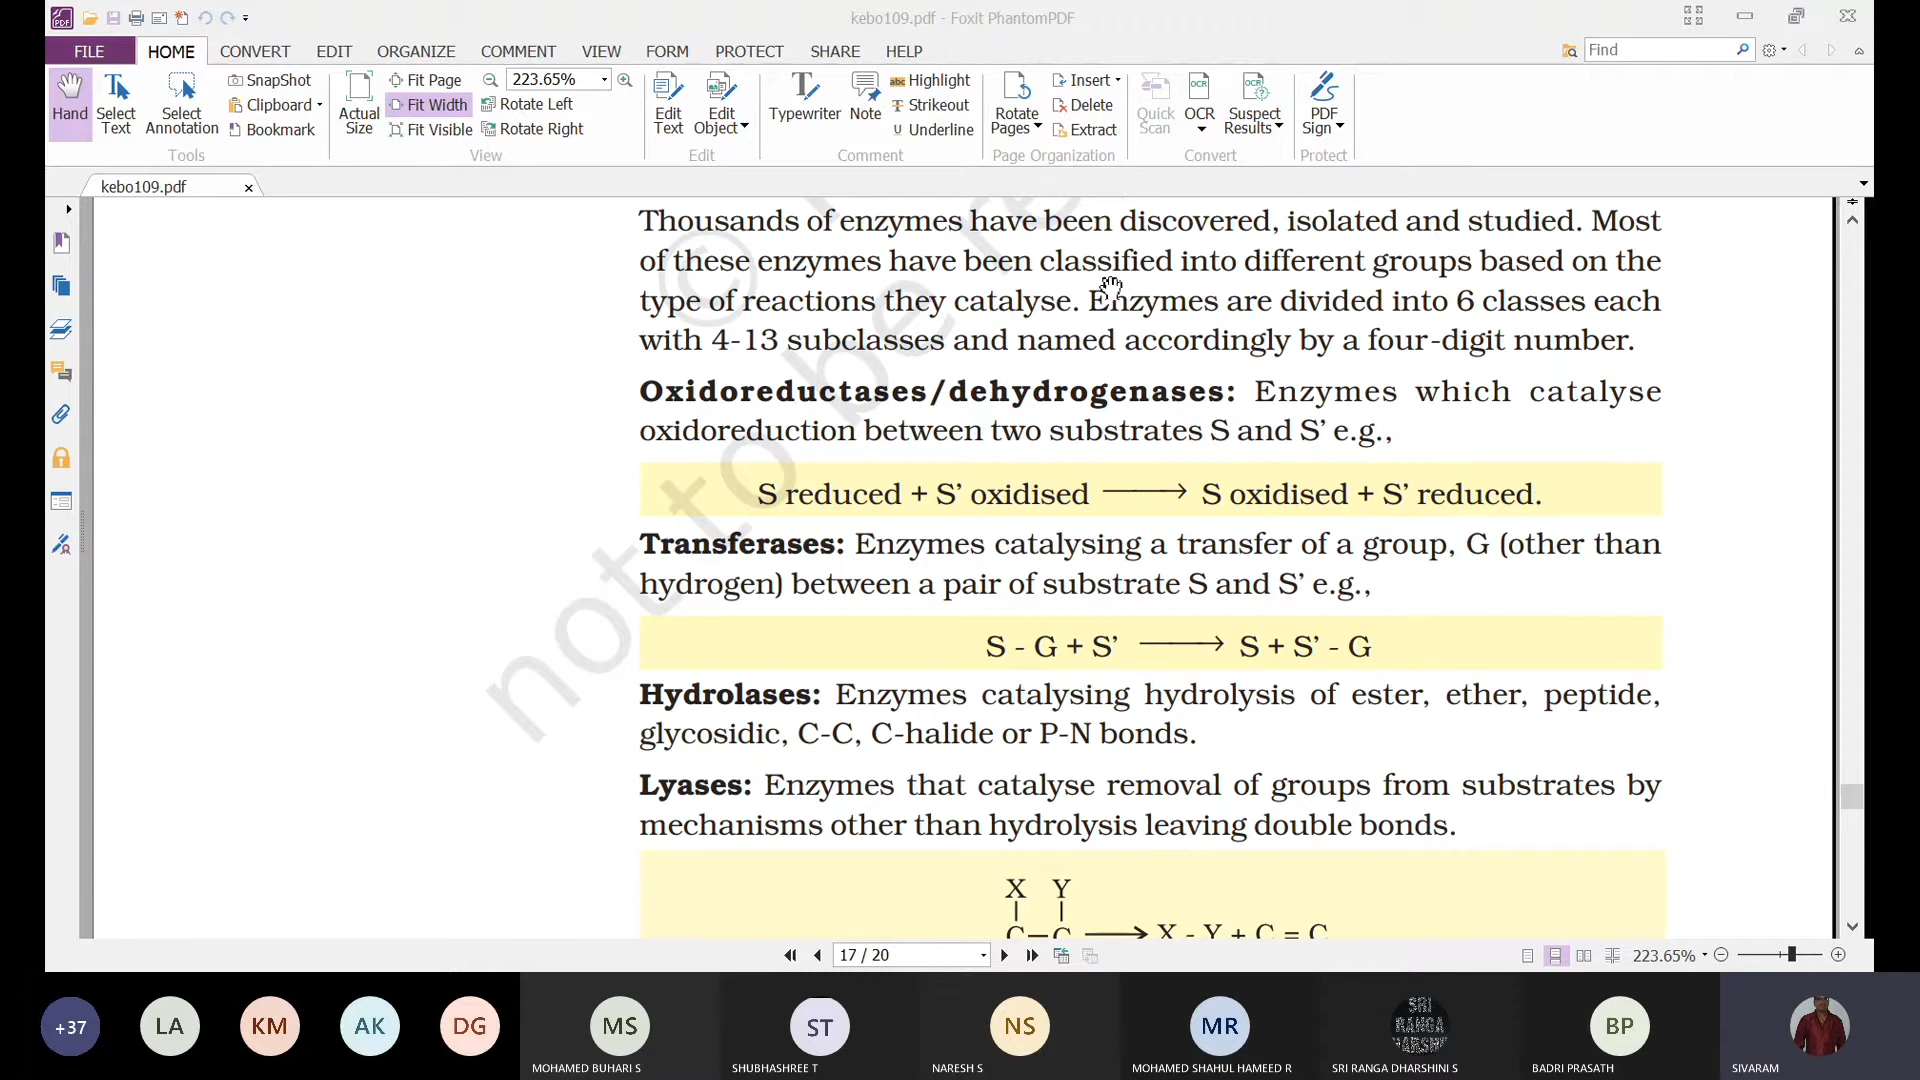 kebo109.pdf - Foxit PhantomPDF
FILE HOME CONVERT EDIT ORGANIZE COMMENT VIEW FORM PROTECT SHARE HELP Find
Hand
Select Text
Select Annotation
SnapShot
Clipboard
Bookmark
Tools
Actual Size
Fit Page
Fit Width
Fit Visible
223.65%
Rotate Left
Rotate Right
View
Edit Text
Edit Object
Edit
Typewriter
Note
Highlight
Strikeout
Underline
Comment
Rotate Pages
Insert
Delete
Extract
Page Organization
Quick Scan
OCR
Suspect Results
Convert
PDF Sign
Protect
kebo109.pdf
Thousands of enzymes have been discovered, isolated and studied. Most
of these enzymes have been classified into different groups based on the
type of reactions they catalyse. Enzymes are divided into 6 classes each
with 4-13 subclasses and named accordingly by a four-digit number.
Oxidoreductases/dehydrogenases: Enzymes which catalyse
oxidoreduction between two substrates S and S’ e.g.,
S reduced + S’ oxidised ⟶ S oxidised + S’ reduced.
Transferases: Enzymes catalysing a transfer of a group, G (other than
hydrogen) between a pair of substrate S and S’ e.g.,
S - G + S’ ⟶ S + S’ - G
Hydrolases: Enzymes catalysing hydrolysis of ester, ether, peptide,
glycosidic, C-C, C-halide or P-N bonds.
Lyases: Enzymes that catalyse removal of groups from substrates by
mechanisms other than hydrolysis leaving double bonds.
X Y
C – C ⟶ X - Y + C = C
© not to be re
17 / 20
223.65%
+37 LA KM AK DG MS ST NS MR SRI RANGA BP
MOHAMED BUHARI S SHUBHASHREE T NARESH S MOHAMED SHAHUL HAMEED R SRI RANGA DHARSHINI S BADRI PRASATH SIVARAM